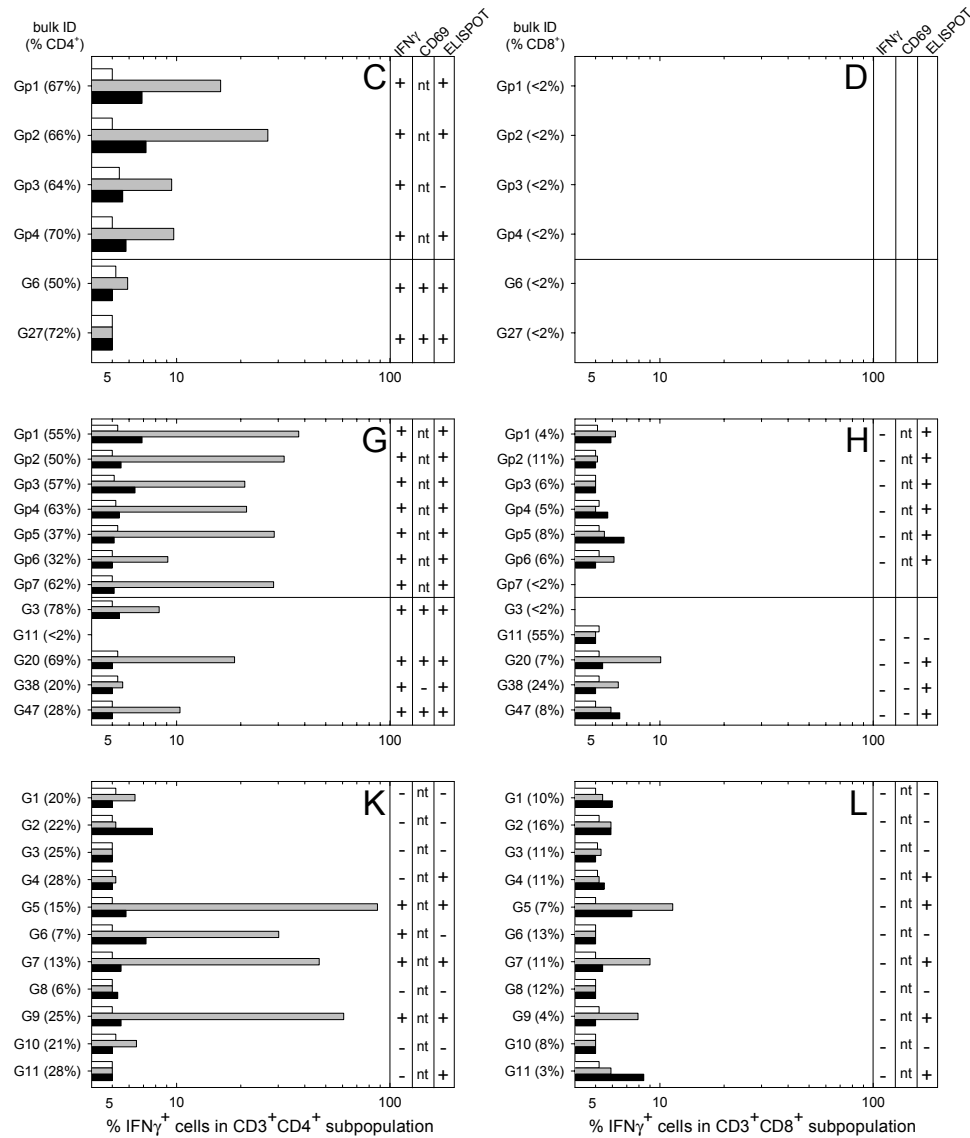 bulk ID
(% CD4+)
IFNγ CD69 ELISPOT
C
Gp1 (67%) + nt +
Gp2 (66%) + nt +
Gp3 (64%) + nt -
Gp4 (70%) + nt +
G6 (50%) + + +
G27(72%) + + +
5 10 100
bulk ID
(% CD8+)
IFNγ CD69 ELISPOT
D
Gp1 (<2%)
Gp2 (<2%)
Gp3 (<2%)
Gp4 (<2%)
G6 (<2%)
G27 (<2%)
5 10 100
G
Gp1 (55%) + nt +
Gp2 (50%) + nt +
Gp3 (57%) + nt +
Gp4 (63%) + nt +
Gp5 (37%) + nt +
Gp6 (32%) + nt +
Gp7 (62%) + nt +
G3 (78%) + + +
G11 (<2%)
G20 (69%) + + +
G38 (20%) + - +
G47 (28%) + + +
5 10 100
H
Gp1 (4%) - nt +
Gp2 (11%) - nt +
Gp3 (6%) - nt +
Gp4 (5%) - nt +
Gp5 (8%) - nt +
Gp6 (6%) - nt +
Gp7 (<2%)
G3 (<2%)
G11 (55%) - - -
G20 (7%) - - +
G38 (24%) - - +
G47 (8%) - - +
5 10 100
K
G1 (20%) - nt -
G2 (22%) - nt -
G3 (25%) - nt -
G4 (28%) - nt +
G5 (15%) + nt +
G6 (7%) + nt -
G7 (13%) + nt +
G8 (6%) - nt -
G9 (25%) + nt +
G10 (21%) - nt -
G11 (28%) - nt +
5 10 100
% IFNγ+ cells in CD3+CD4+ subpopulation
L
G1 (10%) - nt -
G2 (16%) - nt -
G3 (11%) - nt -
G4 (11%) - nt +
G5 (7%) - nt +
G6 (13%) - nt -
G7 (11%) - nt +
G8 (12%) - nt -
G9 (4%) - nt +
G10 (8%) - nt -
G11 (3%) - nt +
5 10 100
% IFNγ+ cells in CD3+CD8+ subpopulation